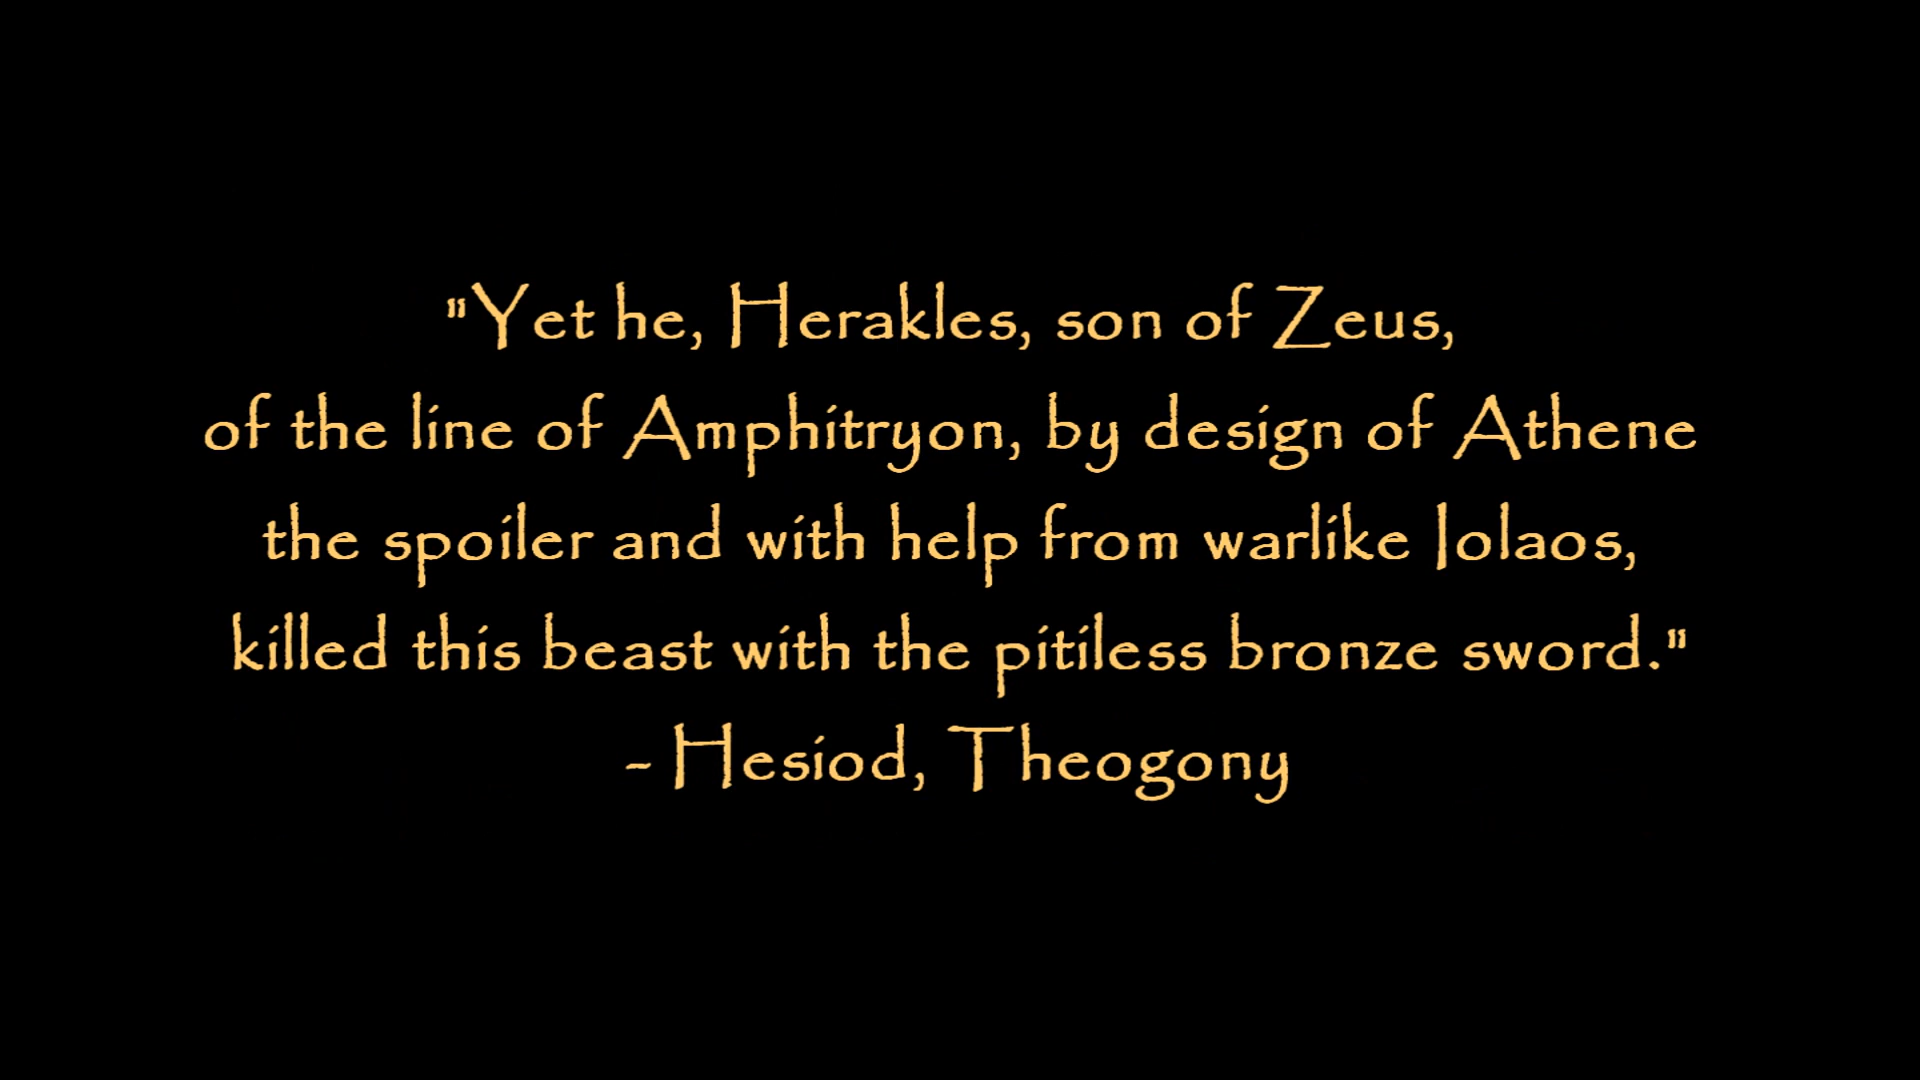 "Yet he, Herakles, son of Zeus,
of the line of Amphitryon, by design of Athene
the spoiler and with help from warlike Iolaos,
killed this beast with the pitiless bronze sword."
- Hesiod, Theogony